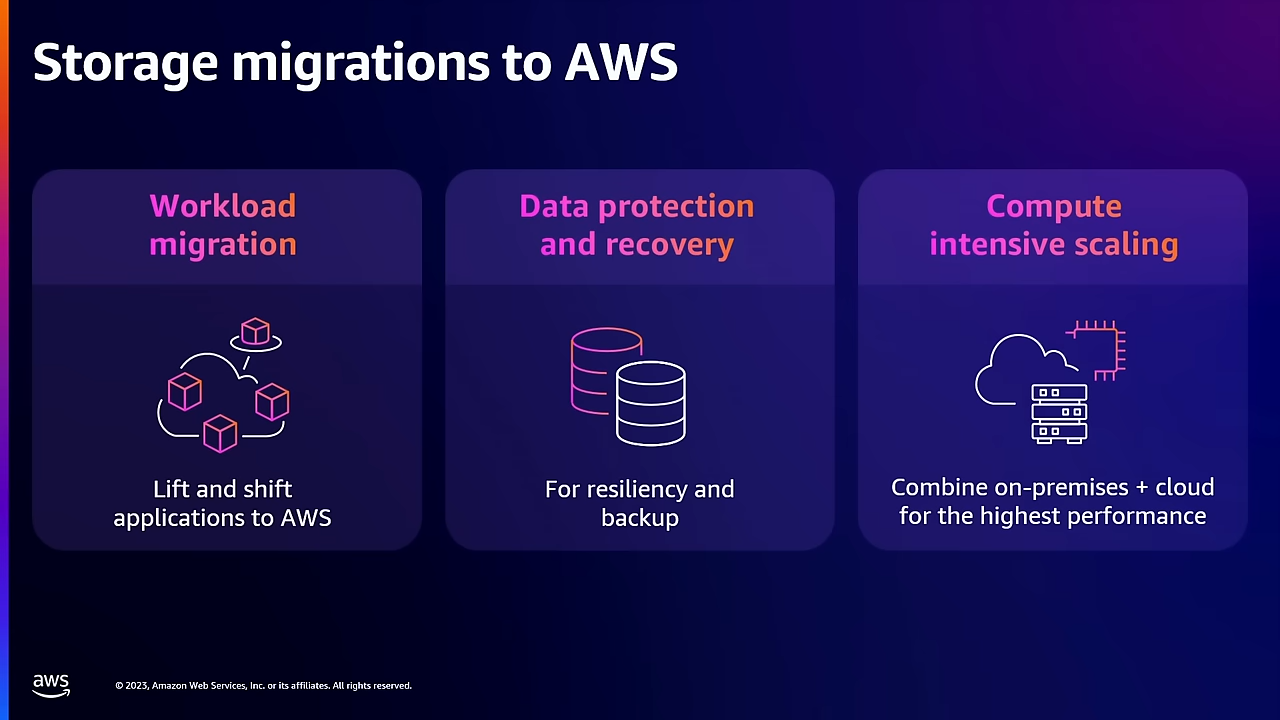 Storage migrations to AWS
Workload
migration
Lift and shift
applications to AWS
Data protection
and recovery
For resiliency and
backup
Compute
intensive scaling
Combine on-premises + cloud
for the highest performance
aws
© 2023, Amazon Web Services, Inc. or its affiliates. All rights reserved.